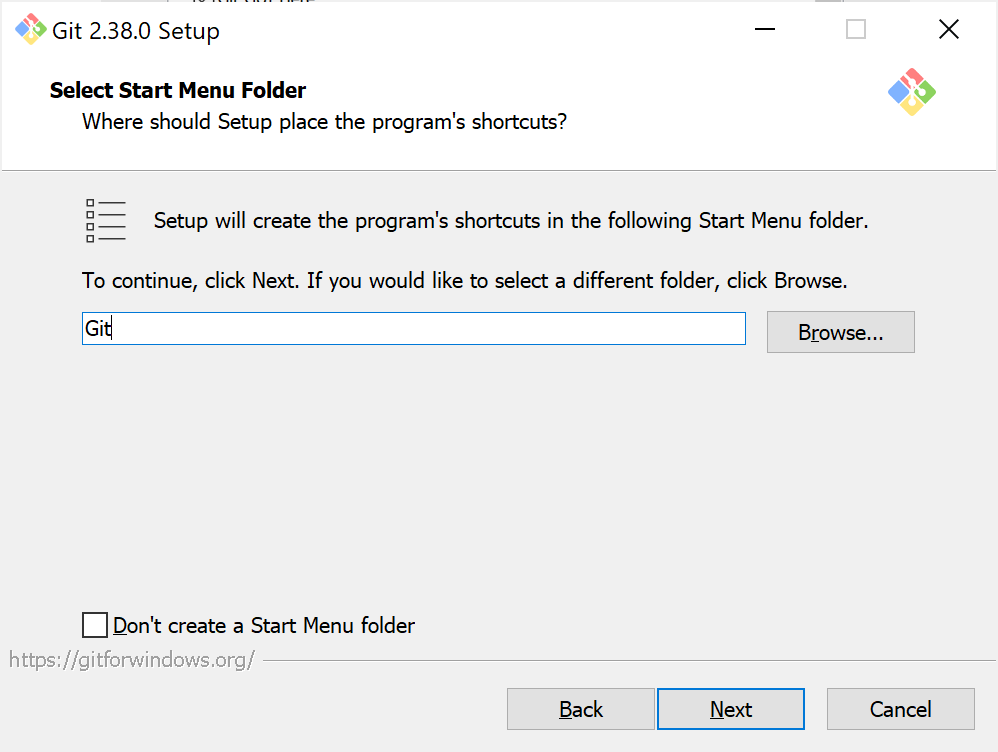 Git 2.38.0 Setup
Select Start Menu Folder
Where should Setup place the program's shortcuts?
Setup will create the program's shortcuts in the following Start Menu folder.
To continue, click Next. If you would like to select a different folder, click Browse.
Git
Browse...
Don't create a Start Menu folder
https://gitforwindows.org/
Back
Next
Cancel